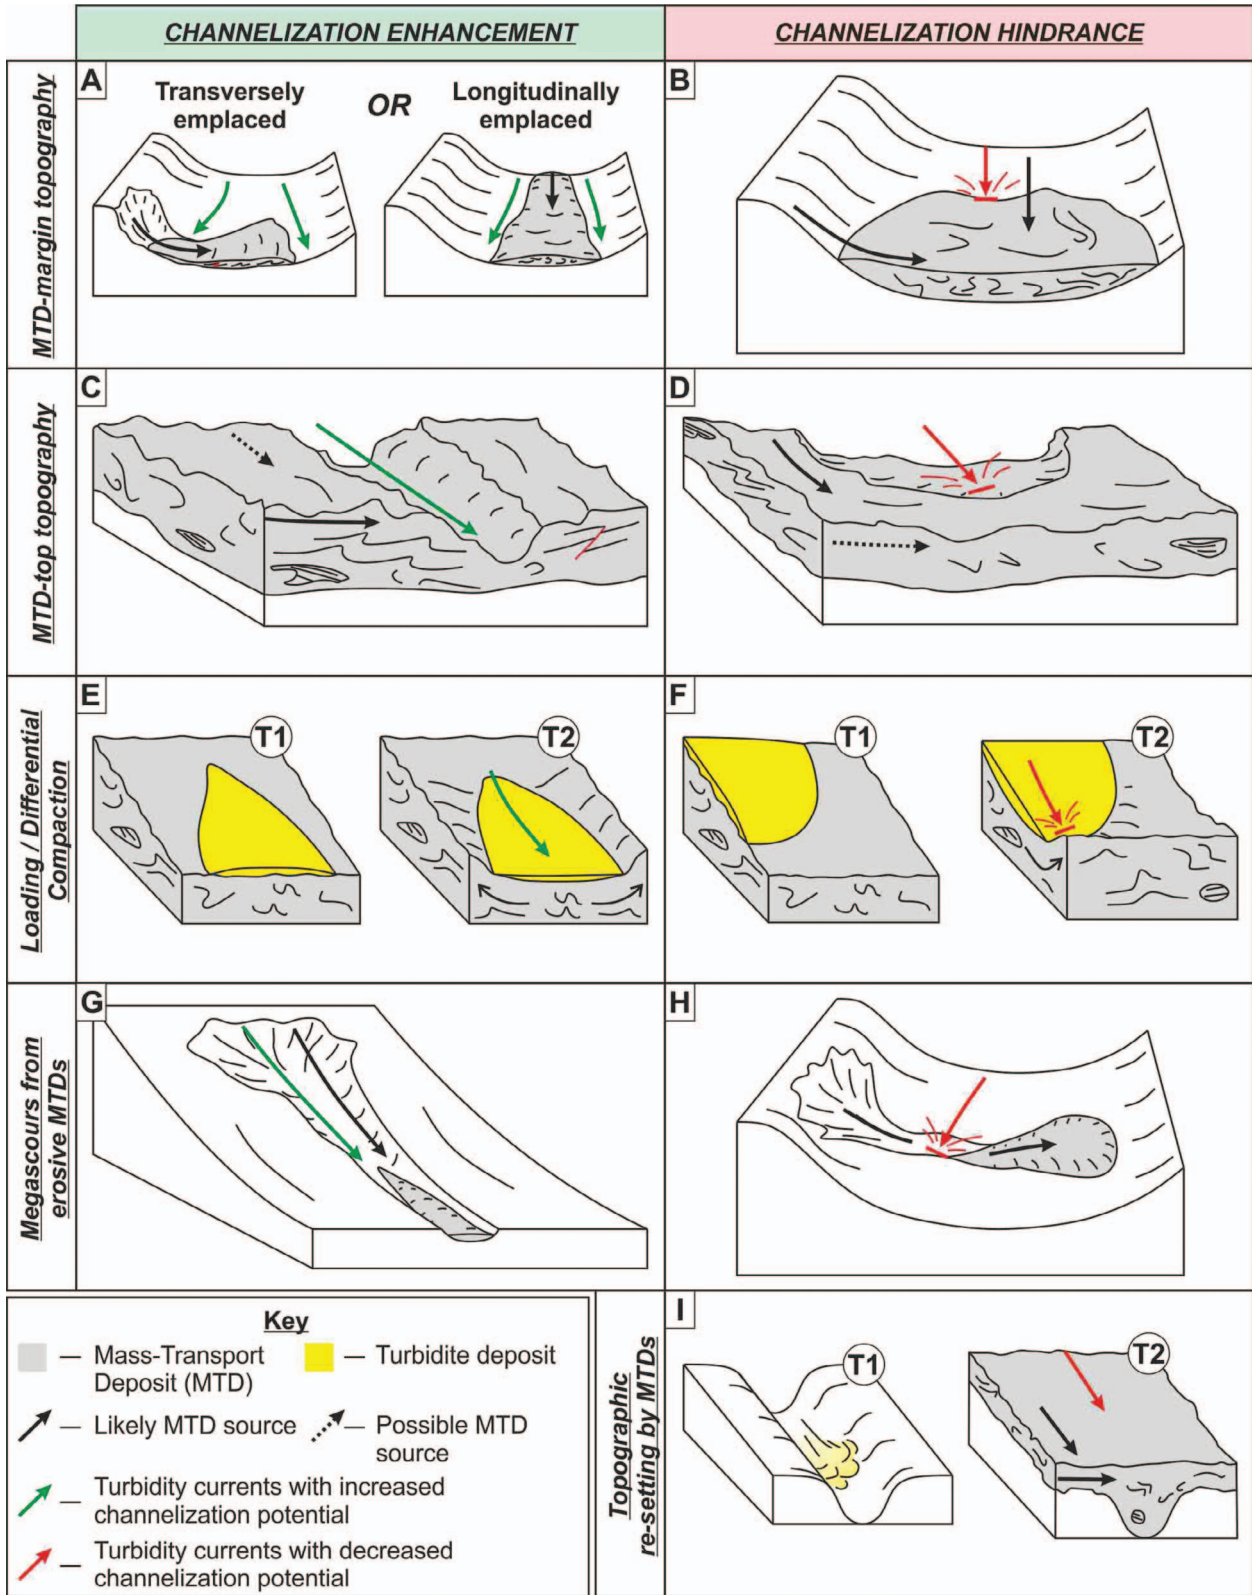 CHANNELIZATION ENHANCEMENT
CHANNELIZATION HINDRANCE
MTD-margin topography
A
Transversely
emplaced
OR
Longitudinally
emplaced
B
MTD-top topography
C
D
Loading / Differential
Compaction
E
T1
T2
F
T1
T2
Megascours from
erosive MTDs
G
H
Key
— Mass-Transport
Deposit (MTD)
— Turbidite deposit
— Likely MTD source
— Possible MTD
source
— Turbidity currents with increased
channelization potential
— Turbidity currents with decreased
channelization potential
Topographic
re-setting by MTDs
I
T1
T2